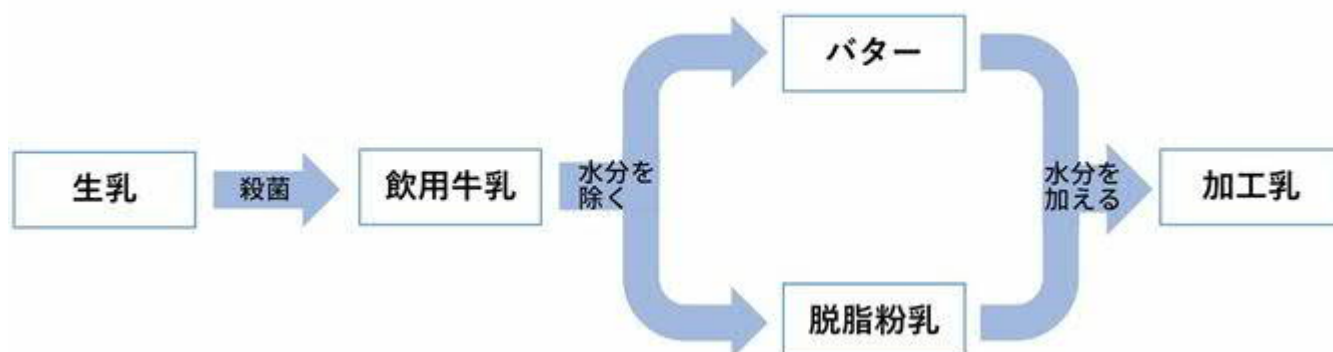 バター
生乳
殺菌
飲用牛乳
水分を
除く
水分を
加える
加工乳
脱脂粉乳